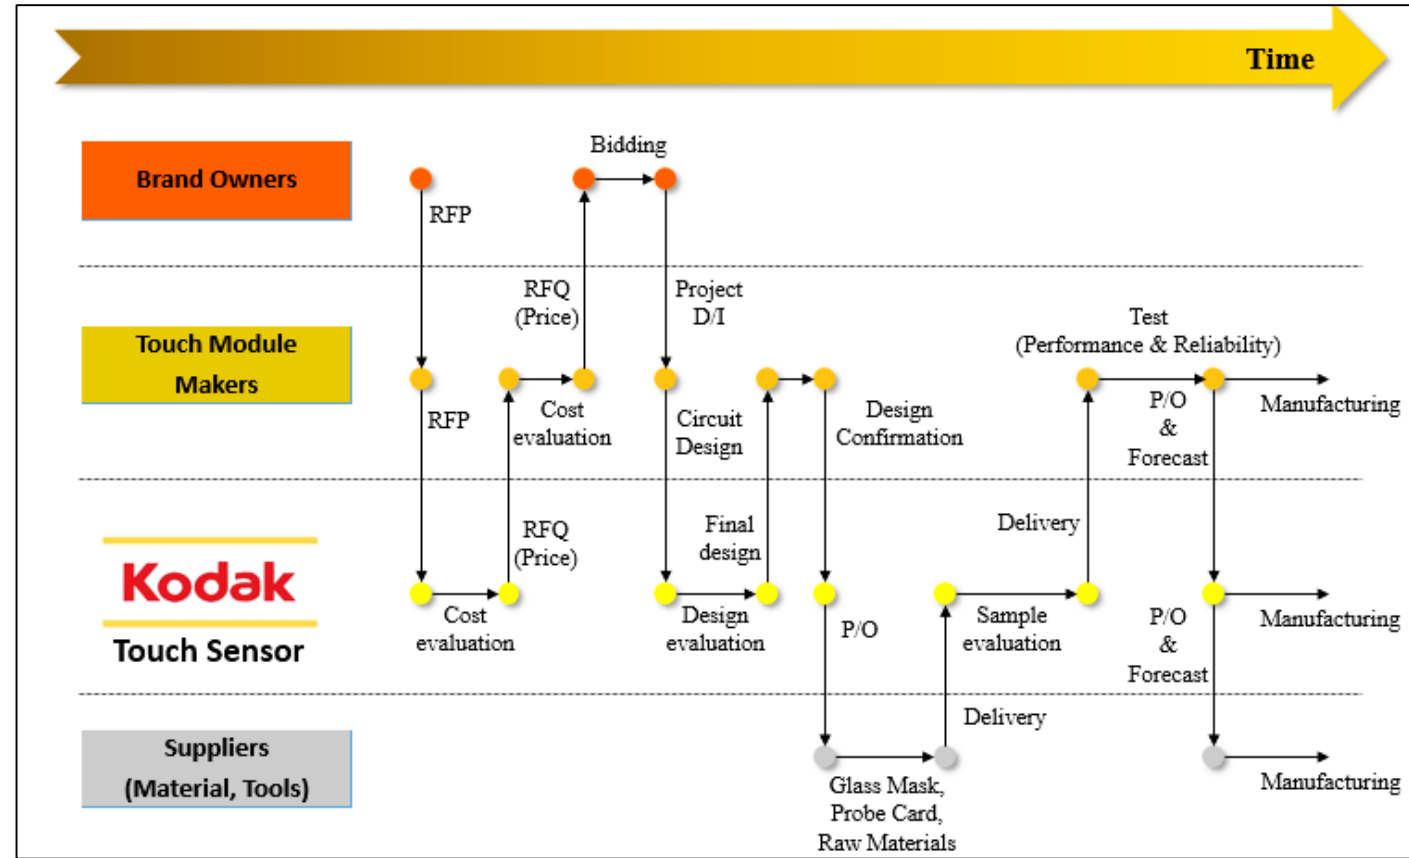 Time
Brand Owners
Bidding
RFP
RFQ
(Price)
Project
D/I
Touch Module
Makers
RFP
Cost
evaluation
Circuit
Design
Design
Confirmation
Test
(Performance & Reliability)
P/O
&
Forecast
Manufacturing
Kodak
Touch Sensor
RFQ
(Price)
Cost
evaluation
Final
design
Design
evaluation
P/O
Delivery
Sample
evaluation
P/O
&
Forecast
Manufacturing
Suppliers
(Material, Tools)
Delivery
Glass Mask,
Probe Card,
Raw Materials
Manufacturing